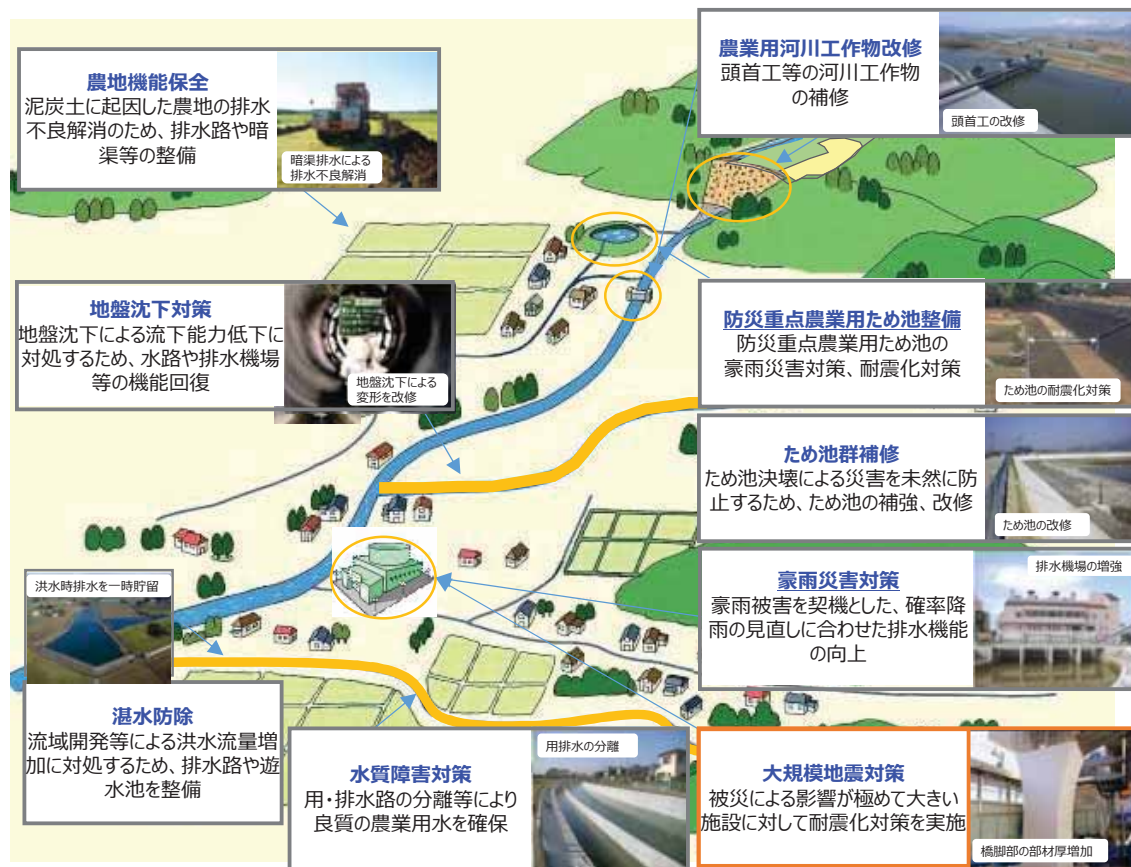 農地機能保全
泥炭土に起因した農地の排水
不良解消のため、排水路や暗
渠等の整備
暗渠排水による
排水不良解消
農業用河川工作物改修
頭首工等の河川工作物
の補修
頭首工の改修
地盤沈下対策
地盤沈下による流下能力低下に
対処するため、水路や排水機場
等の機能回復
地盤沈下による
変形を改修
防災重点農業用ため池整備
防災重点農業用ため池の
豪雨災害対策、耐震化対策
ため池の耐震化対策
ため池群補修
ため池決壊による災害を未然に防
止するため、ため池の補強、改修
ため池の改修
豪雨災害対策
豪雨被害を契機とした、確率降
雨の見直しに合わせた排水機能
の向上
排水機場の増強
洪水時排水を一時貯留
湛水防除
流域開発等による洪水流量増
加に対処するため、排水路や遊
水池を整備
水質障害対策
用・排水路の分離等により
良質の農業用水を確保
用排水の分離
大規模地震対策
被災による影響が極めて大きい
施設に対して耐震化対策を実施
橋脚部の部材厚増加